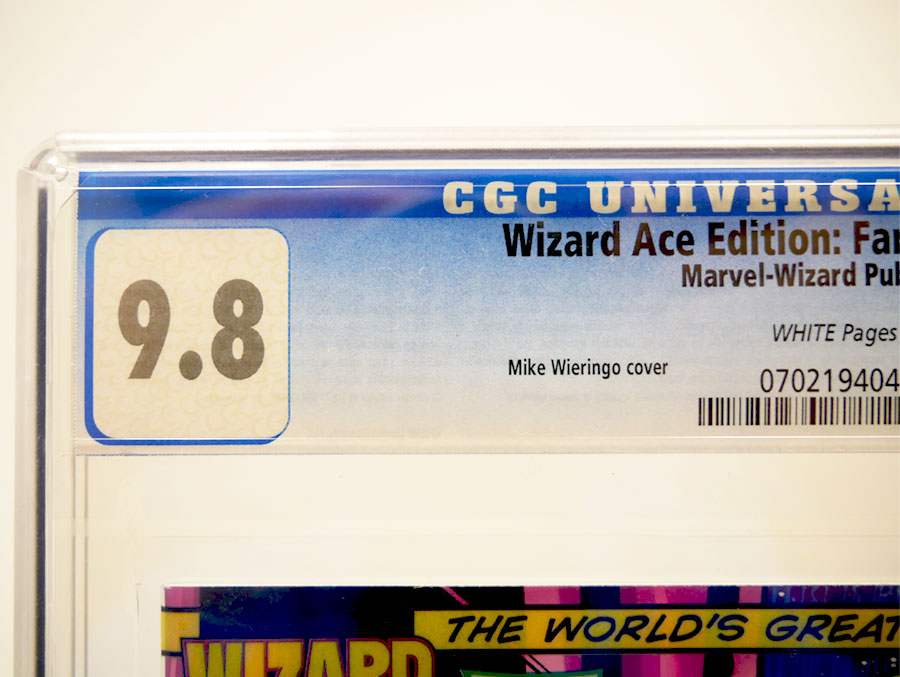 CGC UNIVERSA
Wizard Ace Edition: Fan
Marvel-Wizard Pub
9.8
WHITE Pages
Mike Wieringo cover
070219404
THE WORLD'S GREAT
WIZARD